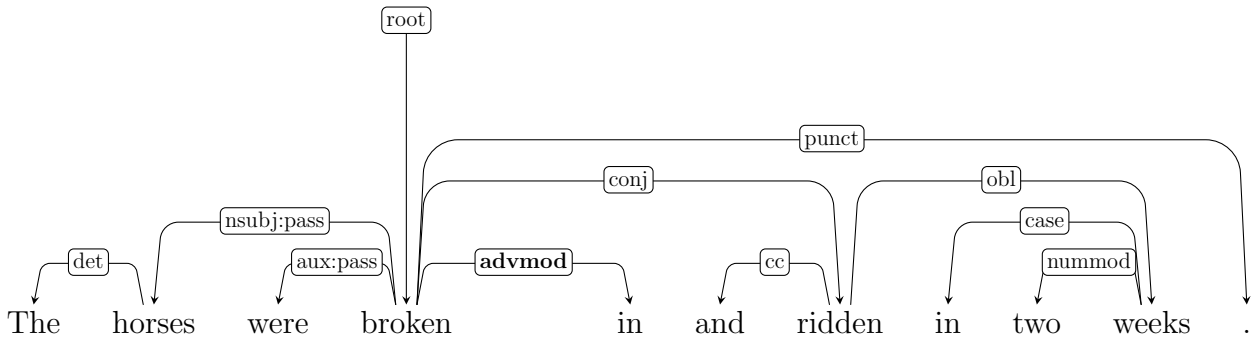 root
punct
conj obl
nsubj:pass case
det aux:pass advmod cc nummod
The horses were broken in and ridden in two weeks .